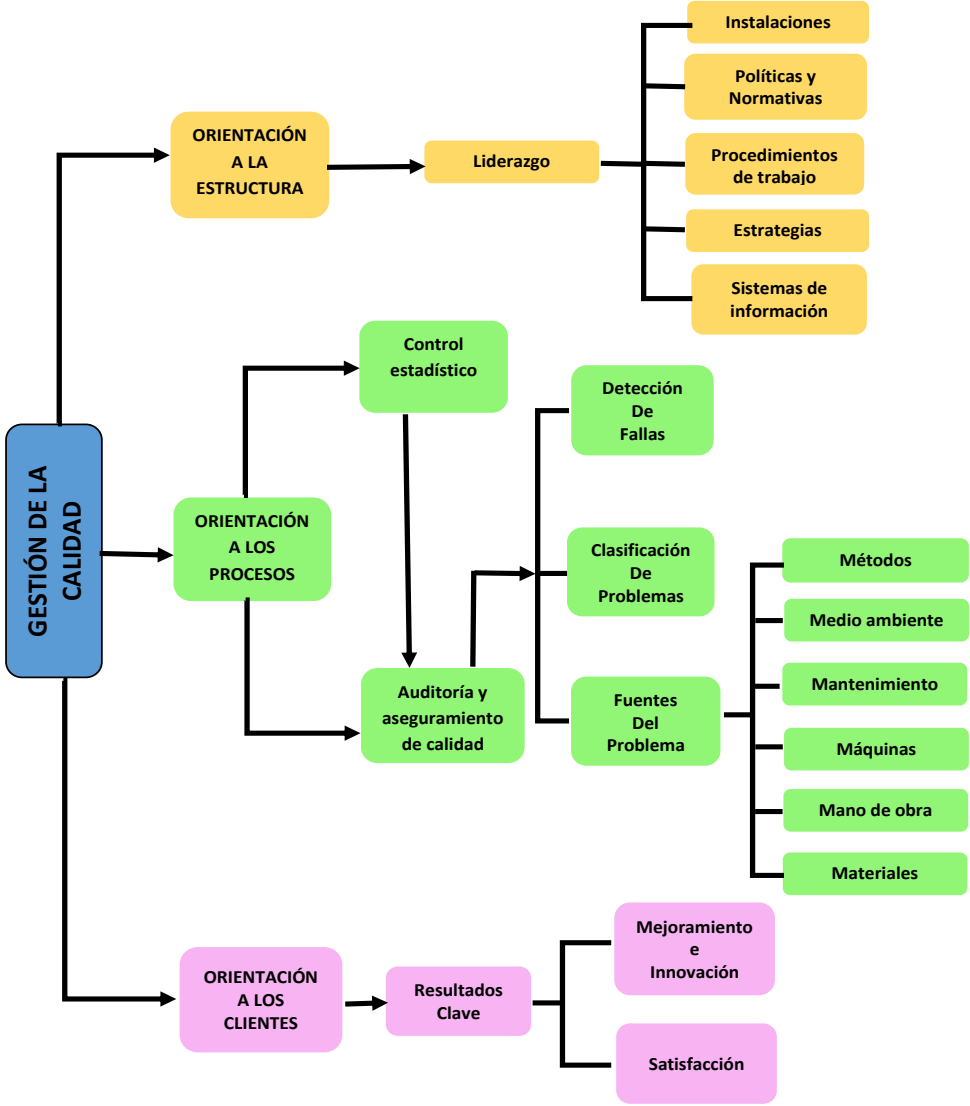 GESTIÓN DE LA
CALIDAD
ORIENTACIÓN
A LA
ESTRUCTURA
Liderazgo
Instalaciones
Políticas y
Normativas
Procedimientos
de trabajo
Estrategias
Sistemas de
información
ORIENTACIÓN
A LOS
PROCESOS
Control
estadístico
Auditoría y
aseguramiento
de calidad
Detección
De
Fallas
Clasificación
De
Problemas
Fuentes
Del
Problema
Métodos
Medio ambiente
Mantenimiento
Máquinas
Mano de obra
Materiales
ORIENTACIÓN
A LOS
CLIENTES
Resultados
Clave
Mejoramiento
e
Innovación
Satisfacción